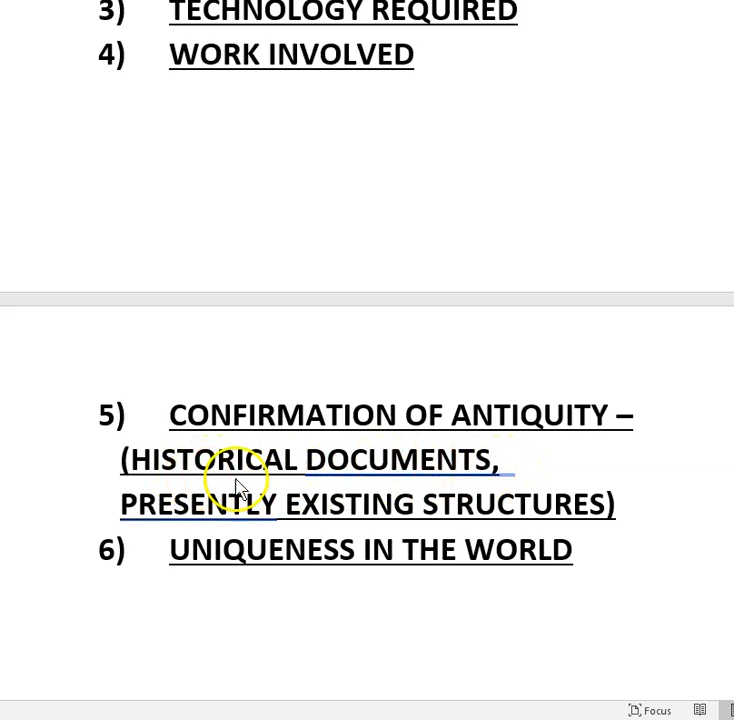 3) TECHNOLOGY REQUIRED
4) WORK INVOLVED
5) CONFIRMATION OF ANTIQUITY –
(HISTORICAL DOCUMENTS,
PRESENTLY EXISTING STRUCTURES)
6) UNIQUENESS IN THE WORLD
Focus